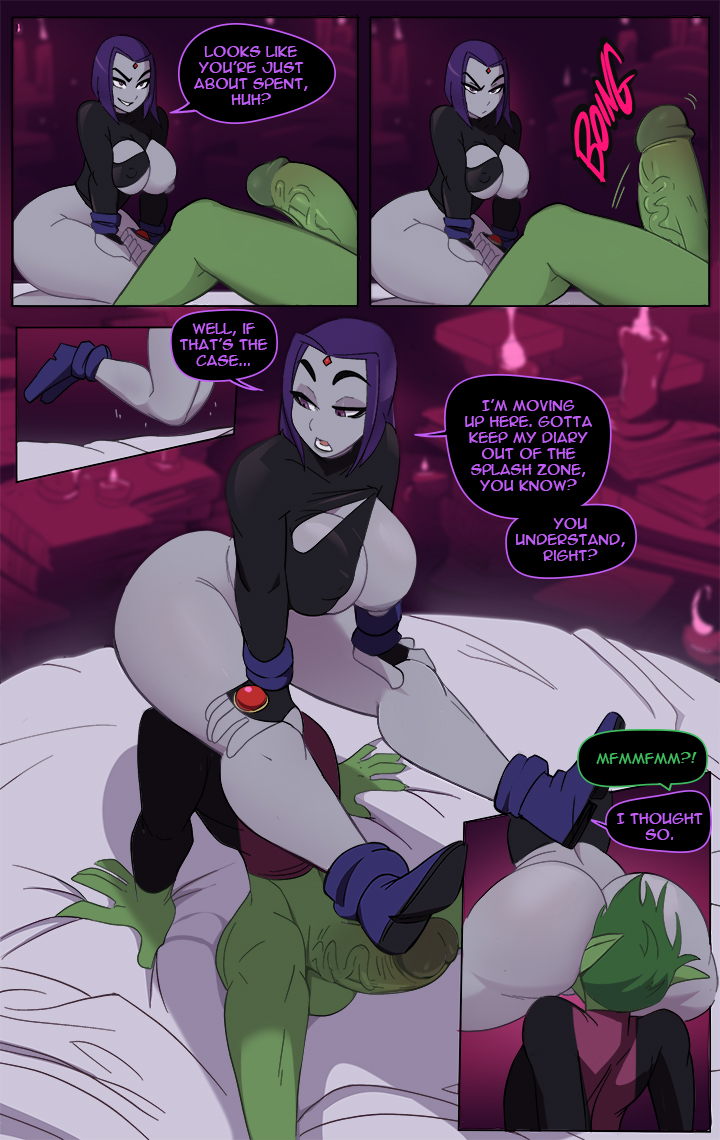 LOOKS LIKE
YOU'RE JUST
ABOUT SPENT,
HUH?
BOING
WELL, IF
THAT'S THE
CASE...
I'M MOVING
UP HERE. GOTTA
KEEP MY DIARY
OUT OF THE
SPLASH ZONE,
YOU KNOW?
YOU
UNDERSTAND,
RIGHT?
MFMMFMM?!
I THOUGHT
SO.